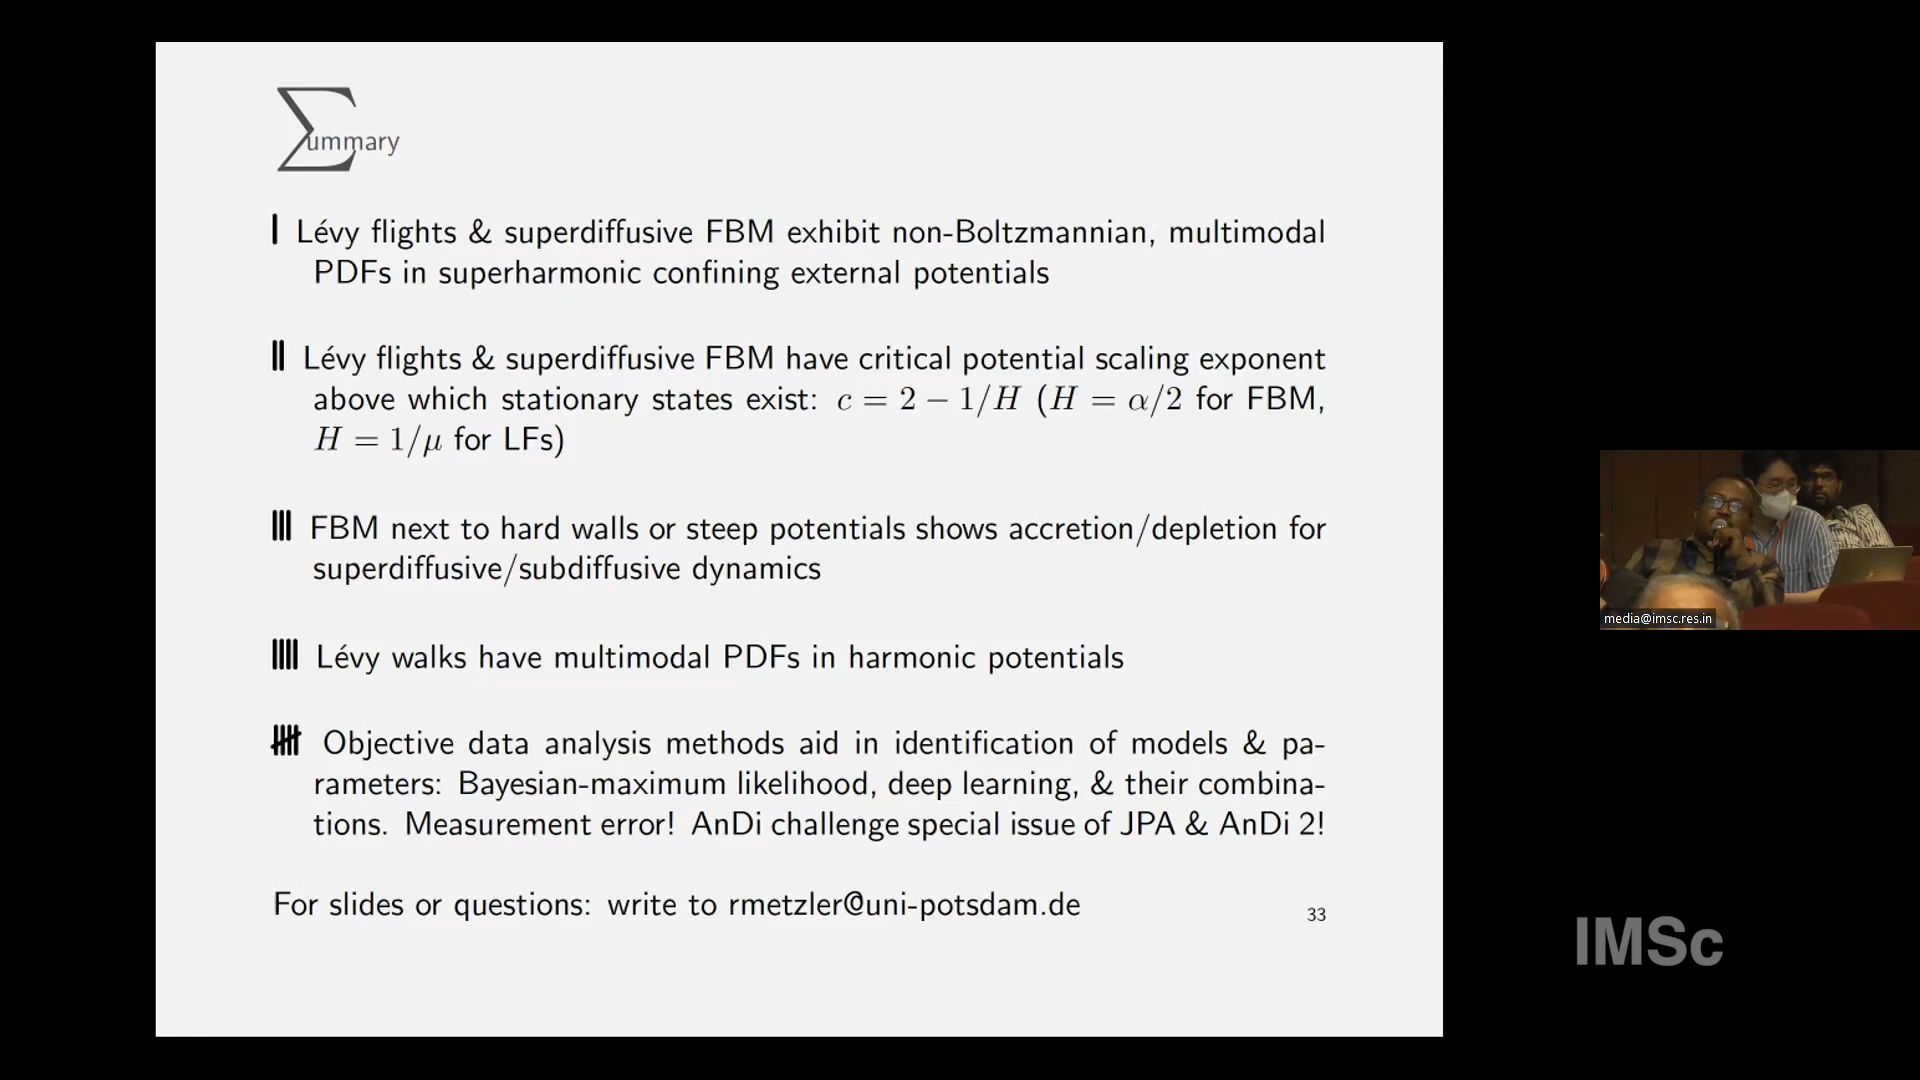 Σummary
Lévy flights & superdiffusive FBM exhibit non-Boltzmannian, multimodal
PDFs in superharmonic confining external potentials
Lévy flights & superdiffusive FBM have critical potential scaling exponent
above which stationary states exist: c = 2 − 1/H (H = α/2 for FBM,
H = 1/μ for LFs)
FBM next to hard walls or steep potentials shows accretion/depletion for
superdiffusive/subdiffusive dynamics
Lévy walks have multimodal PDFs in harmonic potentials
Objective data analysis methods aid in identification of models & pa-
rameters: Bayesian-maximum likelihood, deep learning, & their combina-
tions. Measurement error! AnDi challenge special issue of JPA & AnDi 2!
For slides or questions: write to rmetzler@uni-potsdam.de
33
media@imsc.res.in
IMSc